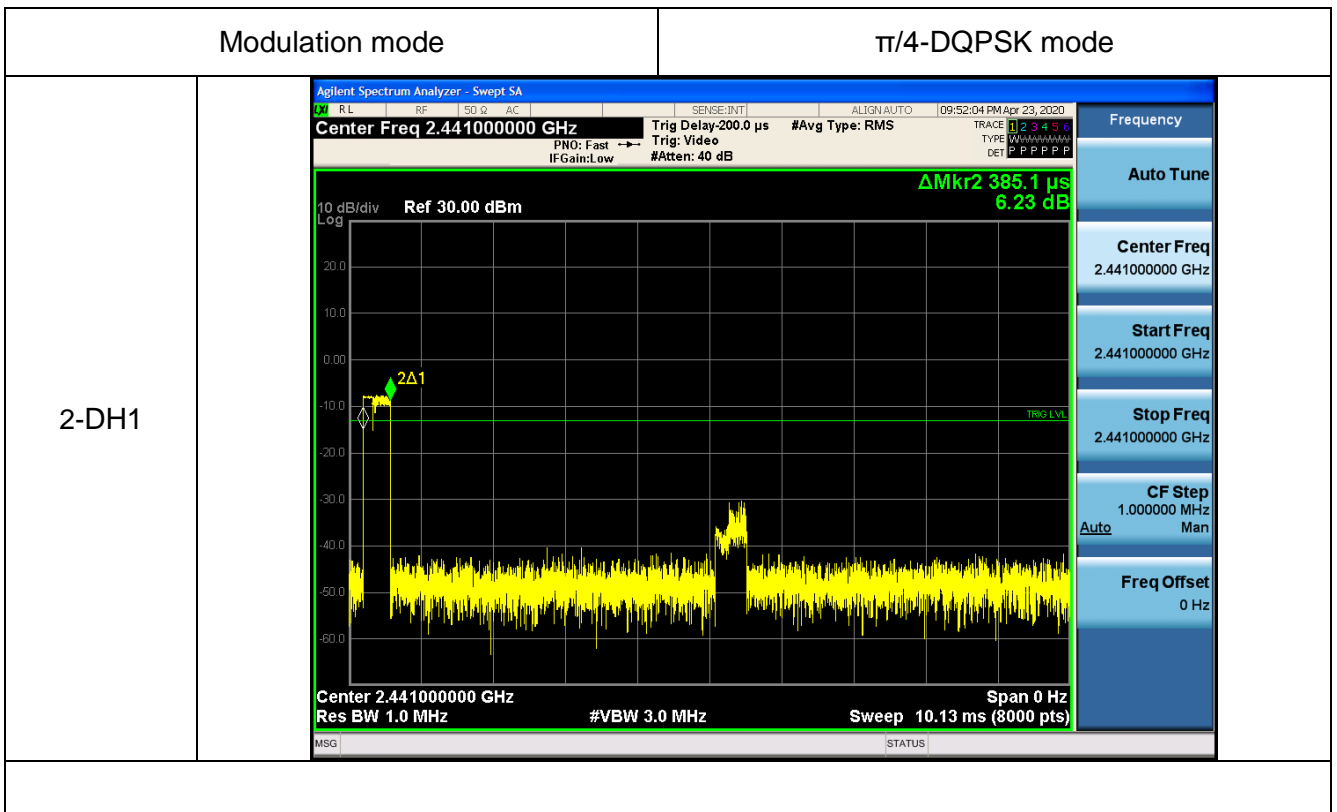 Modulation mode
π/4-DQPSK mode
2-DH1
Agilent Spectrum Analyzer - Swept SA
LXI RL RF 50 Ω AC SENSE:INT ALIGN AUTO 09:52:04 PM Apr 23, 2020
Center Freq 2.441000000 GHz
PNO: Fast
IFGain:Low
Trig Delay-200.0 µs
Trig: Video
#Atten: 40 dB
#Avg Type: RMS
TRACE 1 2 3 4 5 6
TYPE WWWWWW
DET P P P P P P
ΔMkr2 385.1 µs
6.23 dB
10 dB/div
Log
Ref 30.00 dBm
20.0
10.0
0.00
2Δ1
-10.0
TRIG LVL
-20.0
-30.0
-40.0
-50.0
-60.0
Center 2.441000000 GHz
Span 0 Hz
Res BW 1.0 MHz
#VBW 3.0 MHz
Sweep 10.13 ms (8000 pts)
MSG
STATUS
Frequency
Auto Tune
Center Freq
2.441000000 GHz
Start Freq
2.441000000 GHz
Stop Freq
2.441000000 GHz
CF Step
1.000000 MHz
Auto Man
Freq Offset
0 Hz